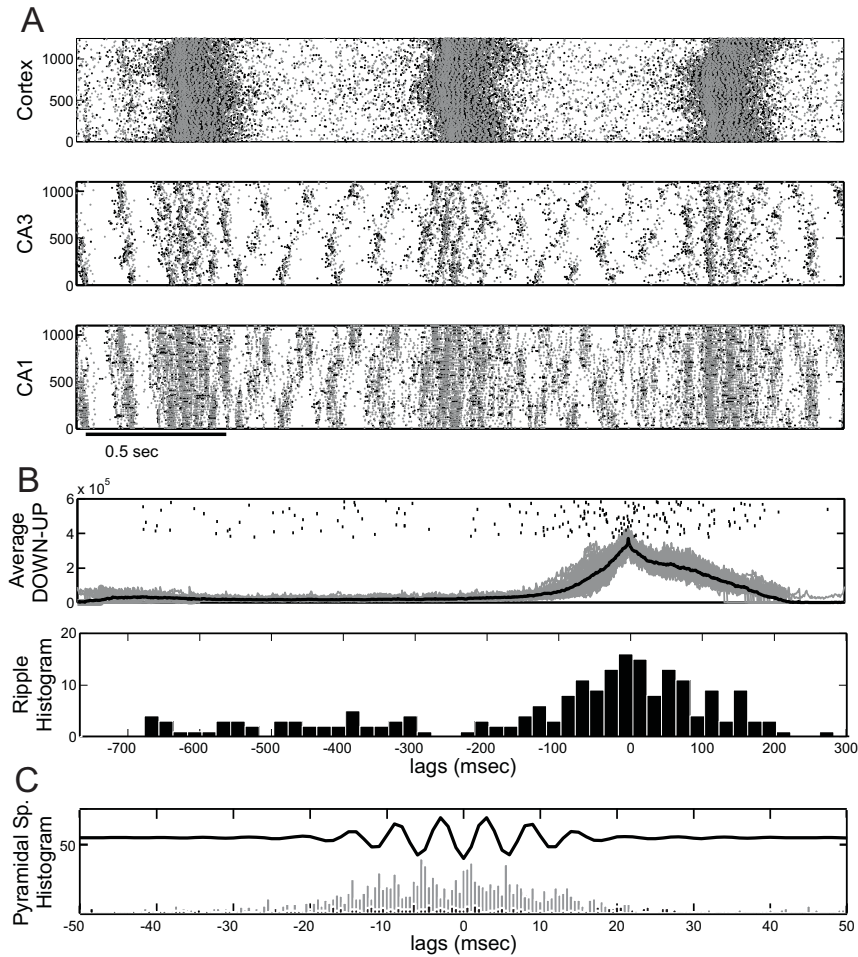 A
Cortex
1000
500
0
CA3
1000
500
0
CA1
1000
500
0
0.5 sec
B
x 10^5
Average
DOWN-UP
6
4
2
0
Ripple
Histogram
20
10
0
-700 -600 -500 -400 -300 -200 -100 0 100 200 300
lags (msec)
C
Pyramidal Sp.
Histogram
50
-50 -40 -30 -20 -10 0 10 20 30 40 50
lags (msec)